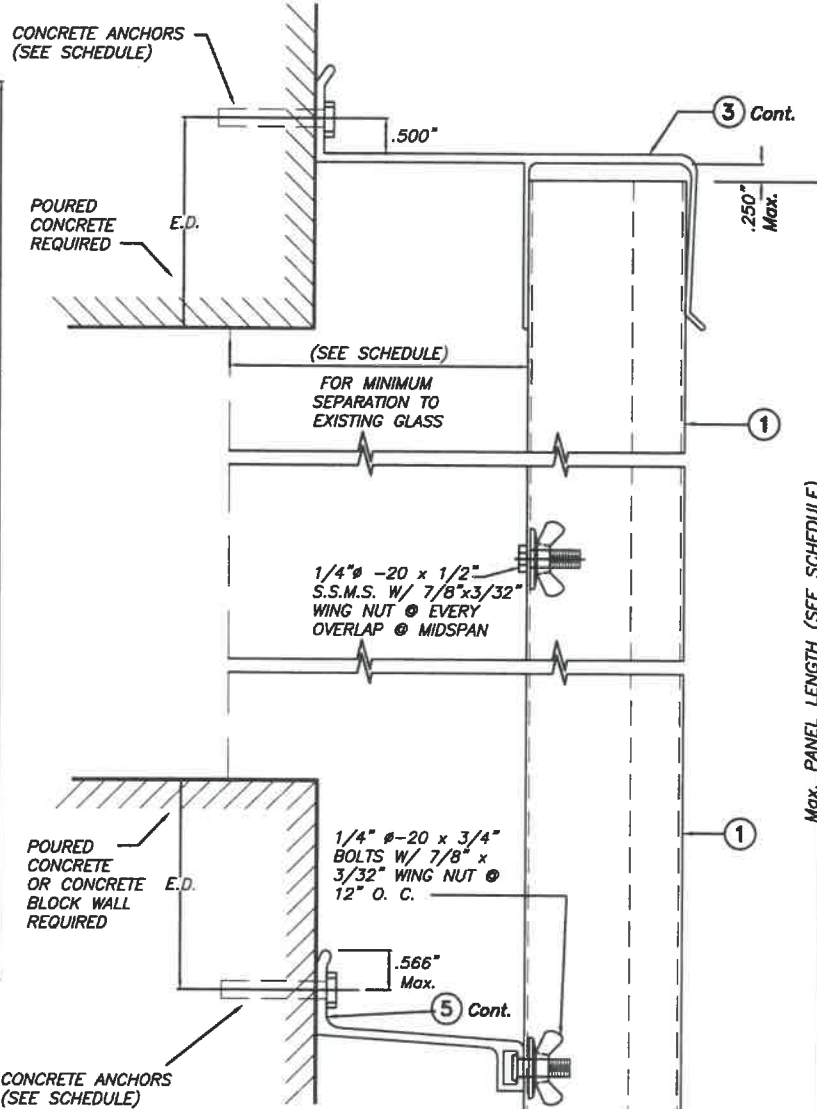 CONCRETE ANCHORS
(SEE SCHEDULE)
.500"
3 Cont.
.250"
Max.
POURED
CONCRETE
REQUIRED
E.D.
(SEE SCHEDULE)
FOR MINIMUM
SEPARATION TO
EXISTING GLASS
1
1/4"ø -20 x 1/2"
S.S.M.S. W/ 7/8"x3/32"
WING NUT @ EVERY
OVERLAP @ MIDSPAN
Max. PANEL LENGTH (SEE SCHEDULE)
POURED
CONCRETE
OR CONCRETE
BLOCK WALL
REQUIRED
E.D.
1/4" ø-20 x 3/4"
BOLTS W/ 7/8" x
3/32" WING NUT @
12" O. C.
1
.566"
Max.
5 Cont.
CONCRETE ANCHORS
(SEE SCHEDULE)